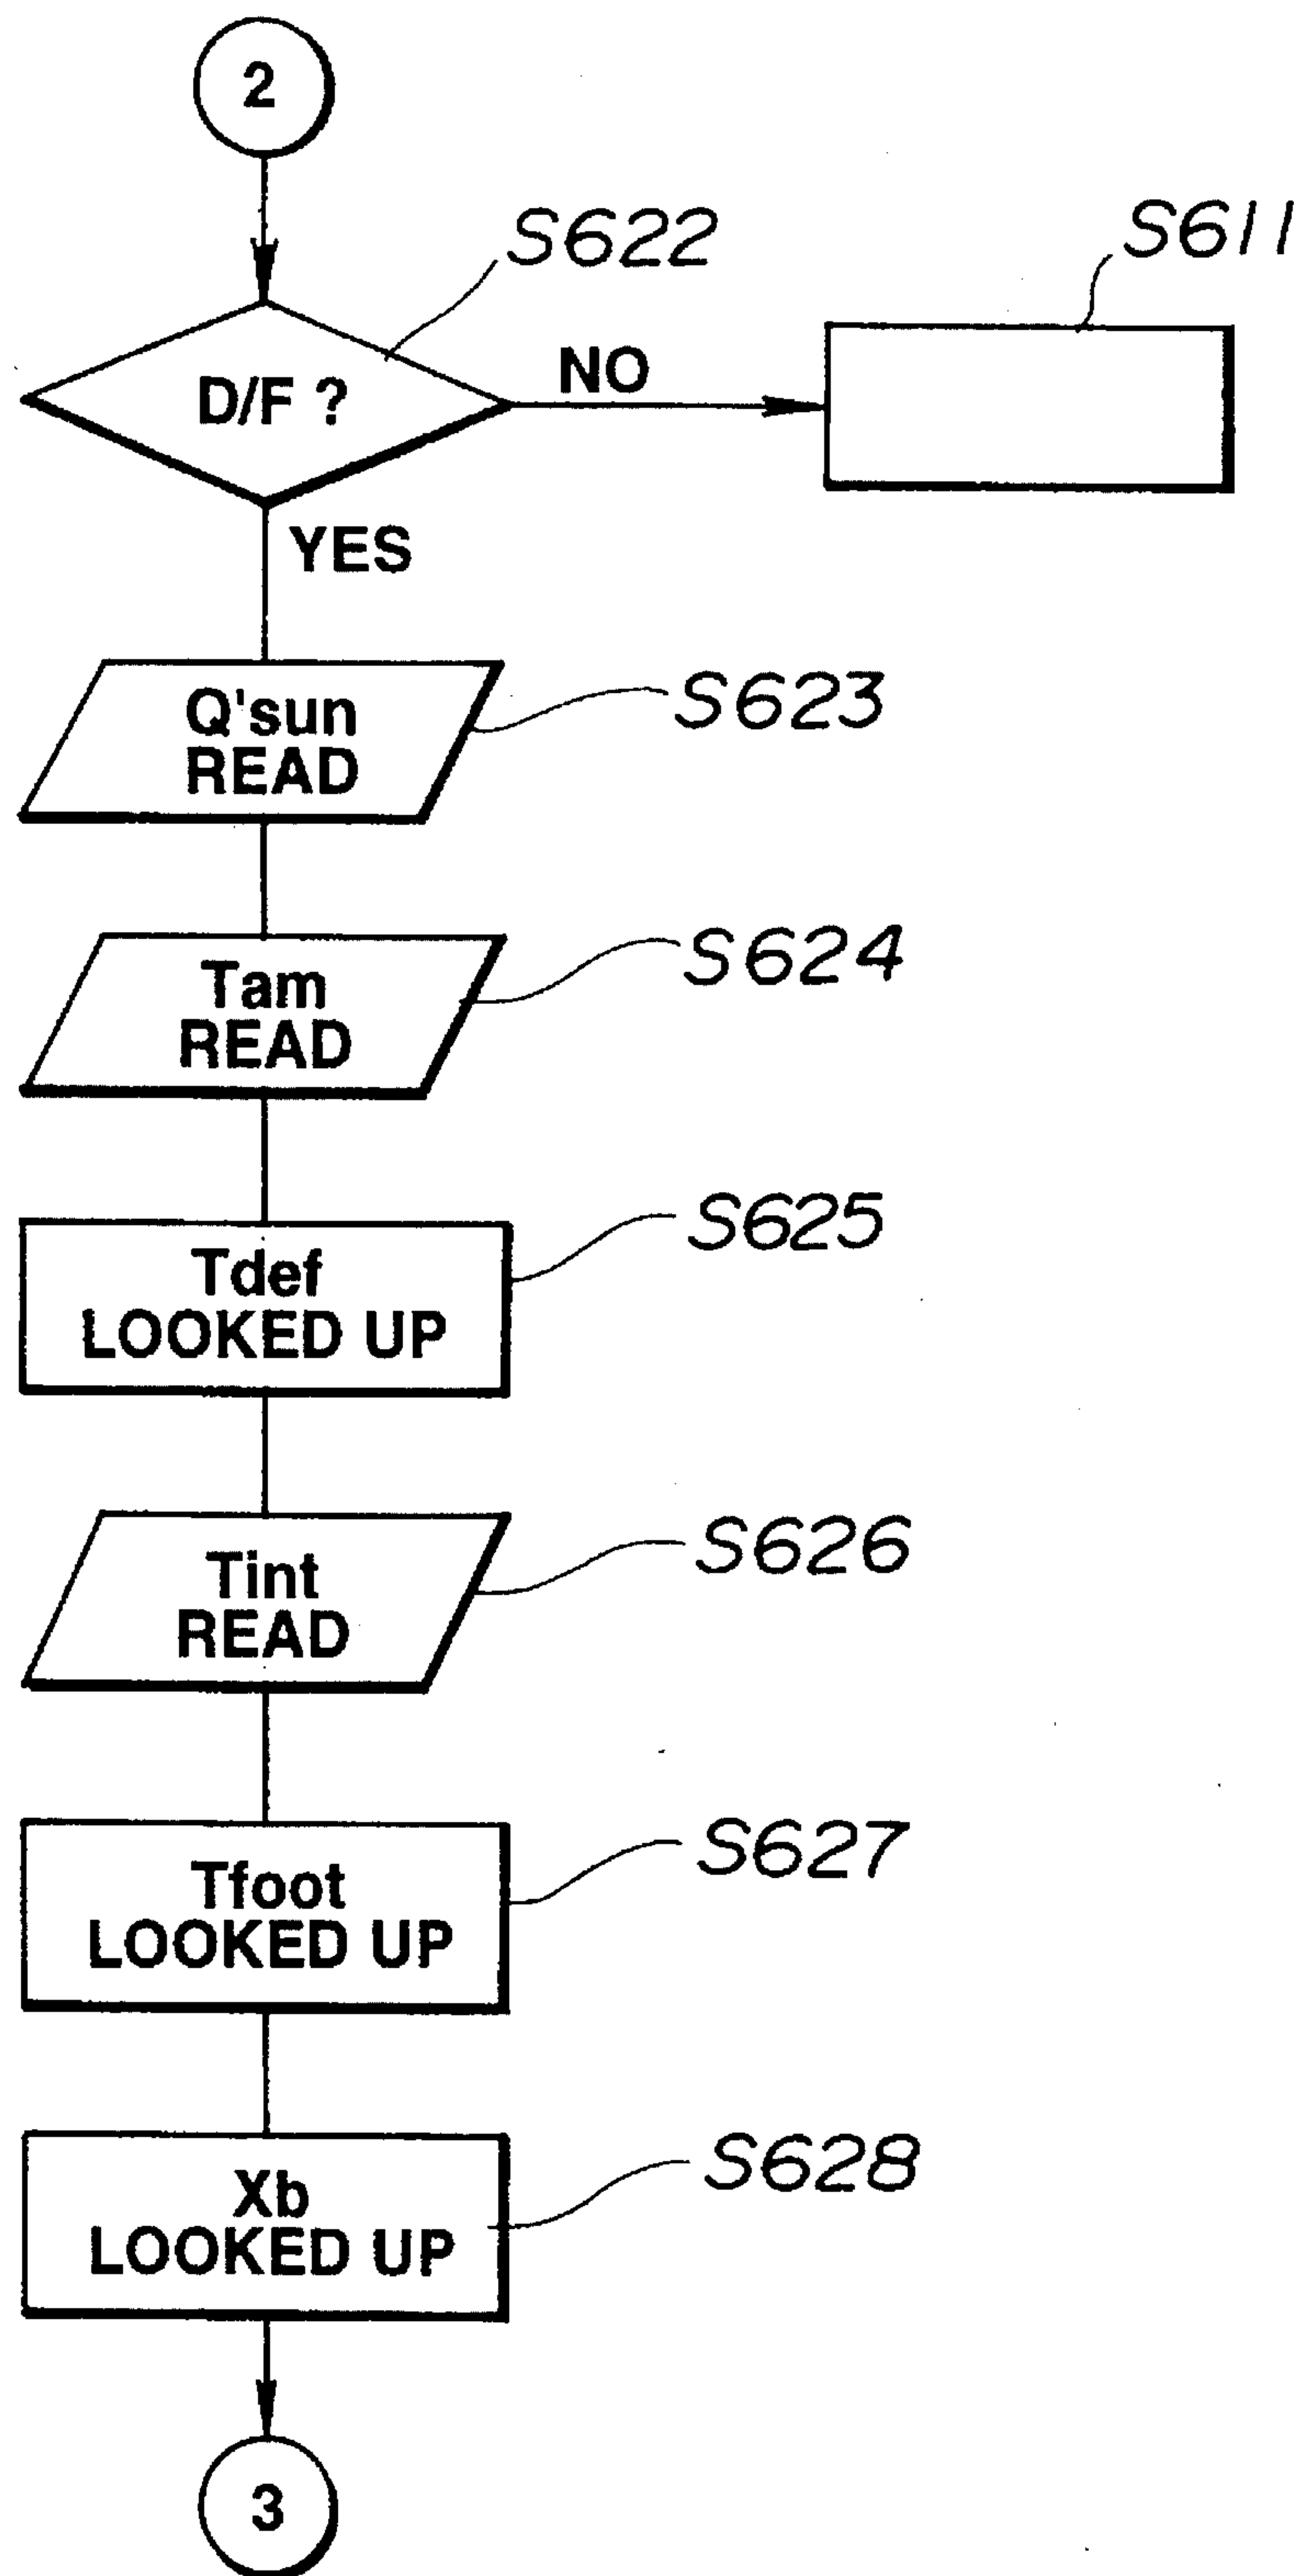 2
S622
S611
D/F ?
NO
YES
Q'sun
READ
S623
Tam
READ
S624
Tdef
LOOKED UP
S625
Tint
READ
S626
Tfoot
LOOKED UP
S627
Xb
LOOKED UP
S628
3